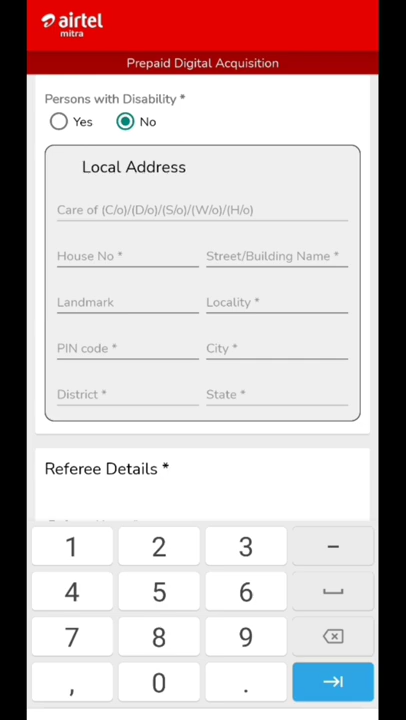 airtel
mitra
Prepaid Digital Acquisition
Persons with Disability *
Yes No
Local Address
Care of (C/o)/(D/o)/(S/o)/(W/o)/(H/o)
House No * Street/Building Name *
Landmark Locality *
PIN code * City *
District * State *
Referee Details *
1 2 3 –
4 5 6
7 8 9
, 0 .